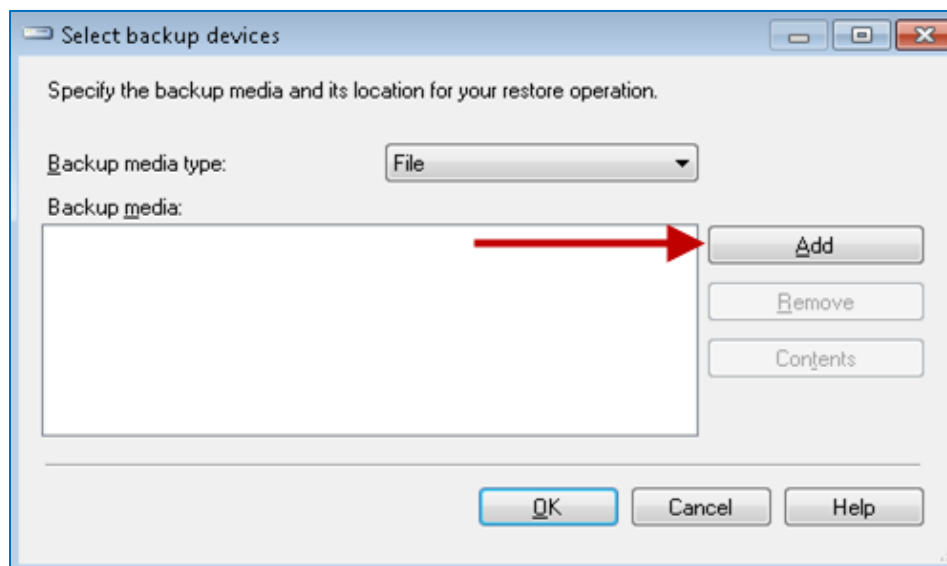 Select backup devices
Specify the backup media and its location for your restore operation.
Backup media type: File
Backup media:
Add
Remove
Contents
OK Cancel Help